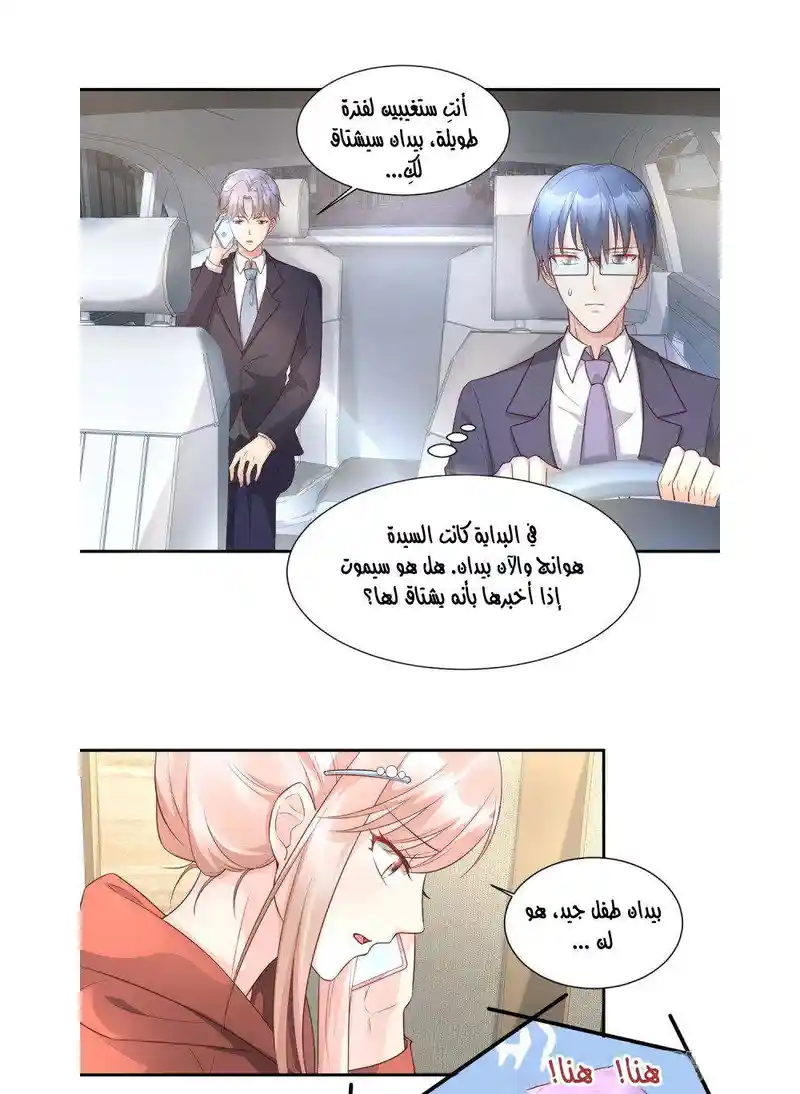 أنتِ ستغيبين لفترة
طويلة، بيدان سيشتاق
لكِ...
في البداية كانت السيدة
هوانج والآن بيدان. هل هو سيموت
إذا أخبرها بأنه يشتاق لها؟
بيدان طفل جيد، هو
لن ...
هنا! هنا!